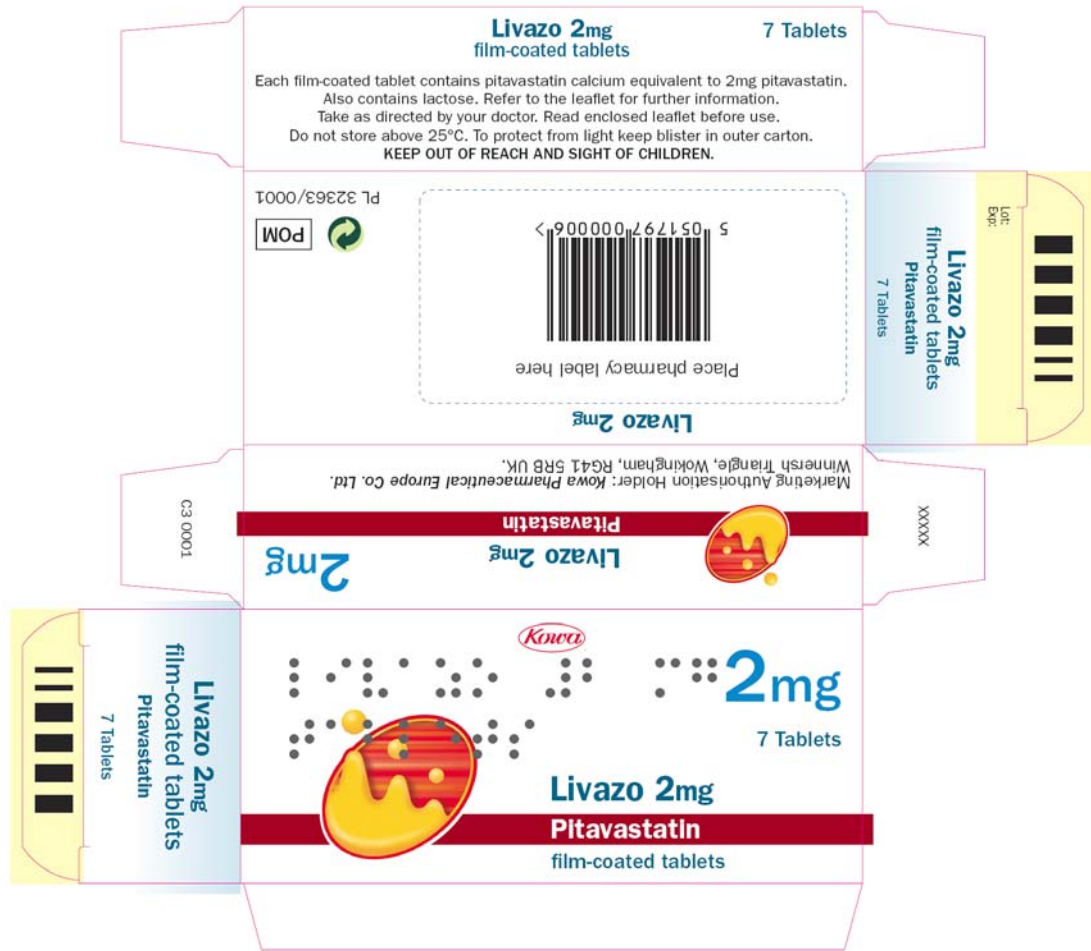 Livazo 2mg
film-coated tablets
7 Tablets
Each film-coated tablet contains pitavastatin calcium equivalent to 2mg pitavastatin.
Also contains lactose. Refer to the leaflet for further information.
Take as directed by your doctor. Read enclosed leaflet before use.
Do not store above 25°C. To protect from light keep blister in outer carton.
KEEP OUT OF REACH AND SIGHT OF CHILDREN.
Livazo 2mg
Place pharmacy label here
5 051797 000006 >
POM
PL 32363/0001
Livazo 2mg
film-coated tablets
Pitavastatin
7 Tablets
Lot:
Exp:
Livazo 2mg
2mg
Pitavastatin
Marketing Authorisation Holder: Kowa Pharmaceutical Europe Co. Ltd.
Winnersh Triangle, Wokingham, RG41 5RB UK.
C3 0001
XXXXX
Livazo 2mg
film-coated tablets
Pitavastatin
7 Tablets
Kowa
2mg
7 Tablets
Livazo 2mg
Pitavastatin
film-coated tablets